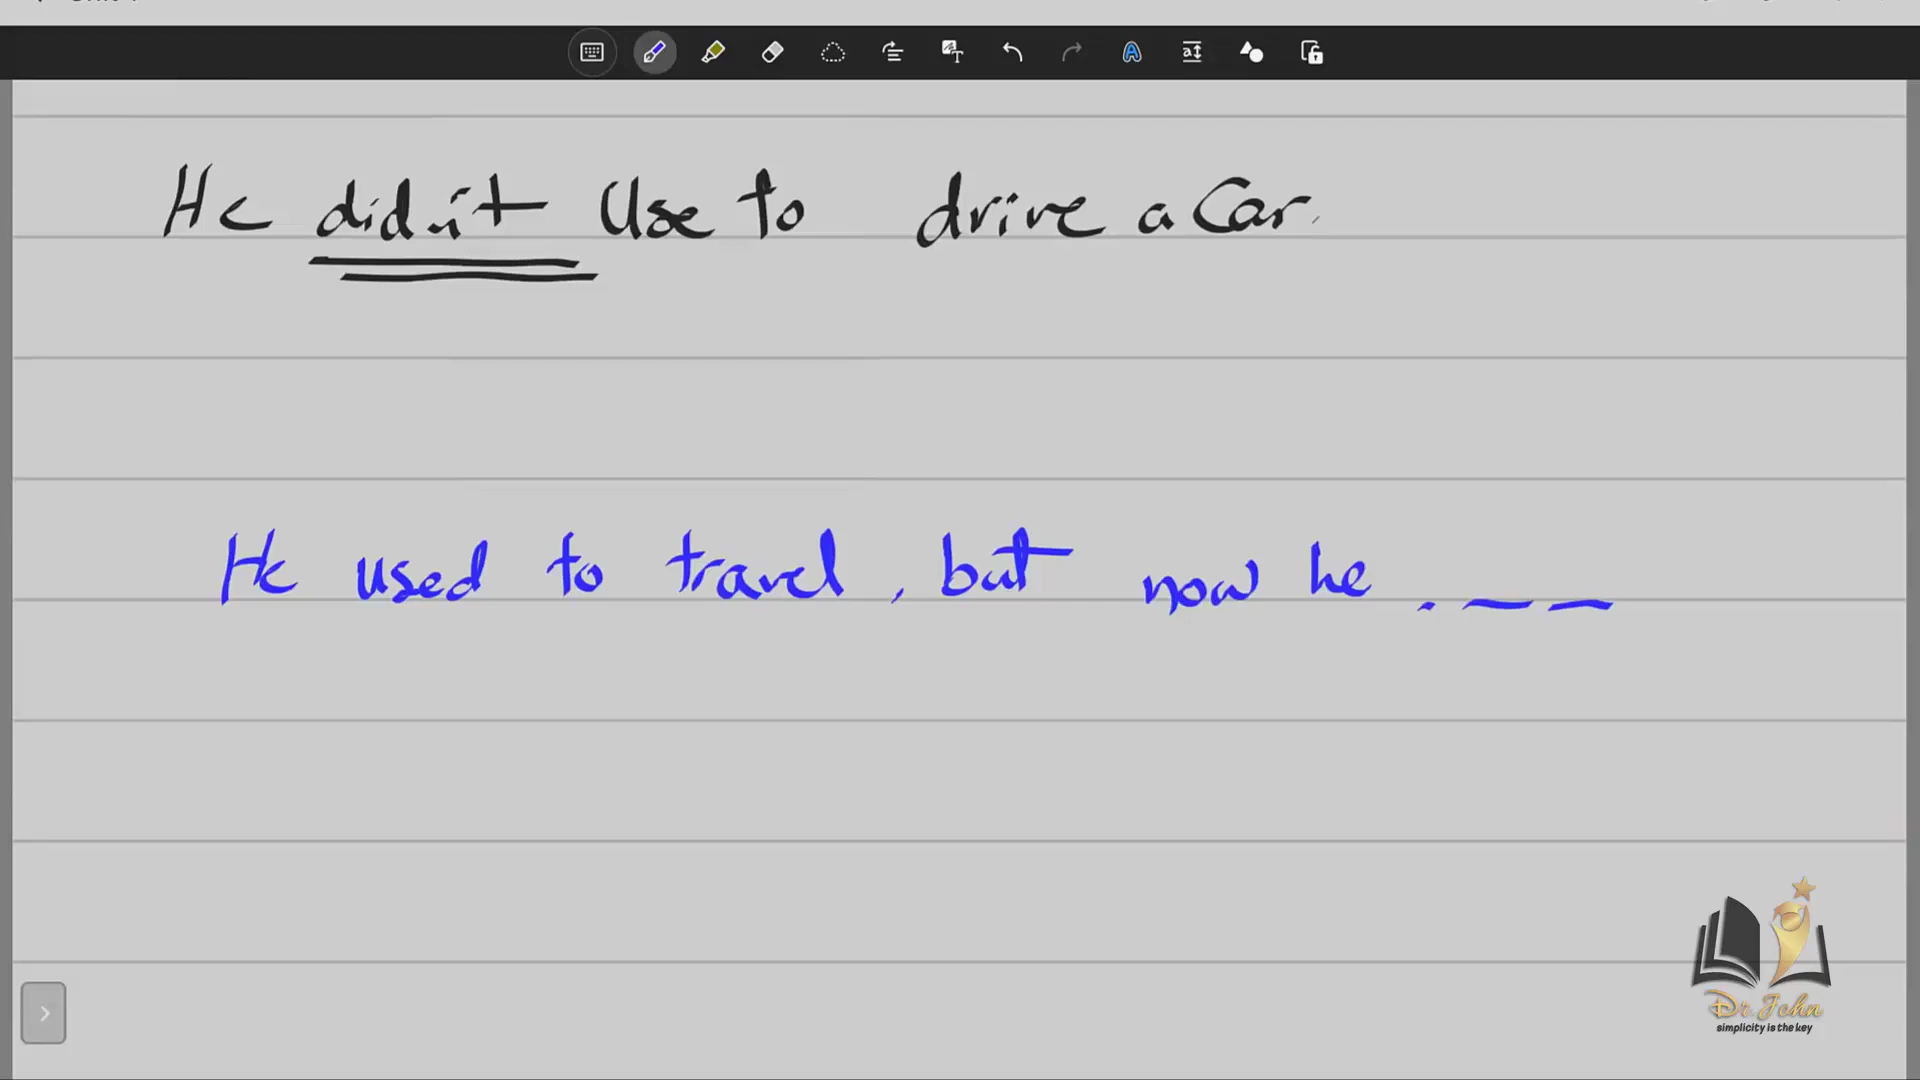 He didn't use to drive a car.
He used to travel, but now he . _ _
Dr. John
simplicity is the key